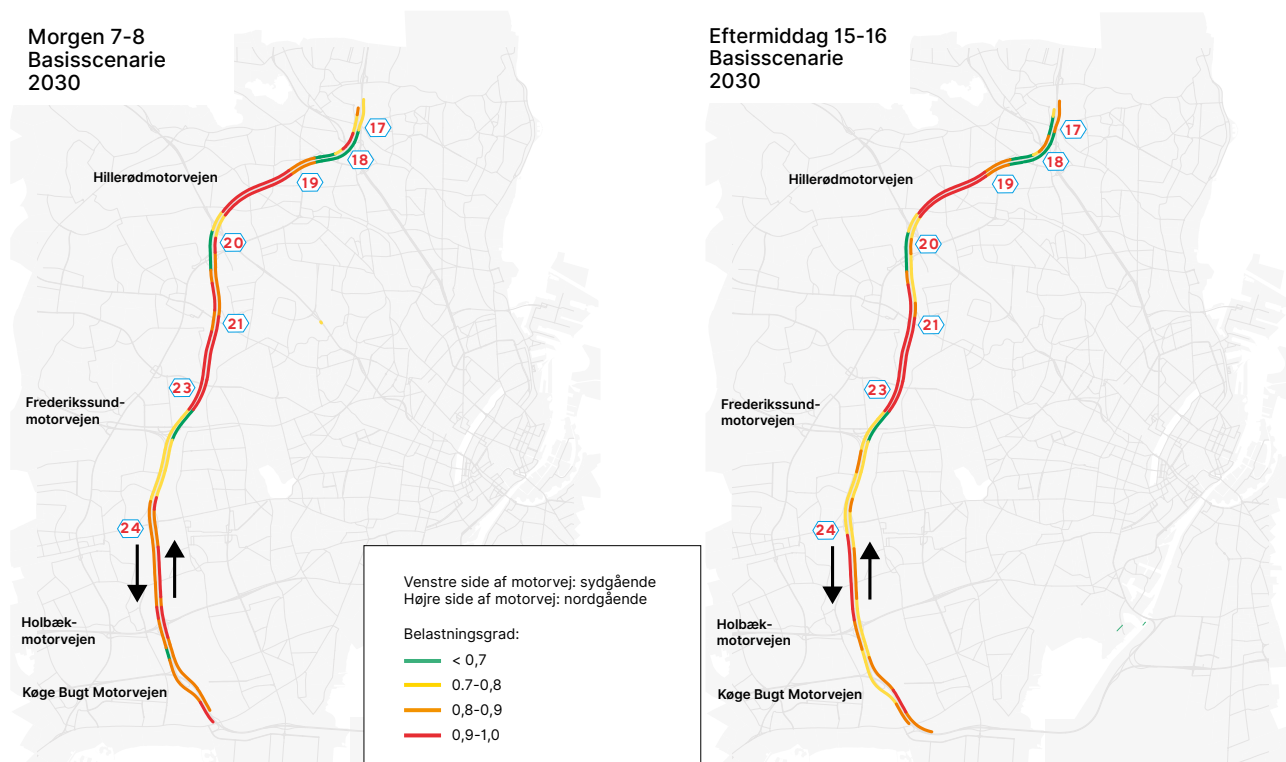 Morgen 7-8
Basisscenarie
2030
17
18
19
Hillerødmotorvejen
20
21
23
Frederikssund-
motorvejen
24
Holbæk-
motorvejen
Køge Bugt Motorvejen
Venstre side af motorvej: sydgående
Højre side af motorvej: nordgående
Belastningsgrad:
< 0,7
0.7-0,8
0,8-0,9
0,9-1,0
Eftermiddag 15-16
Basisscenarie
2030
17
18
19
Hillerødmotorvejen
20
21
23
Frederikssund-
motorvejen
24
Holbæk-
motorvejen
Køge Bugt Motorvejen